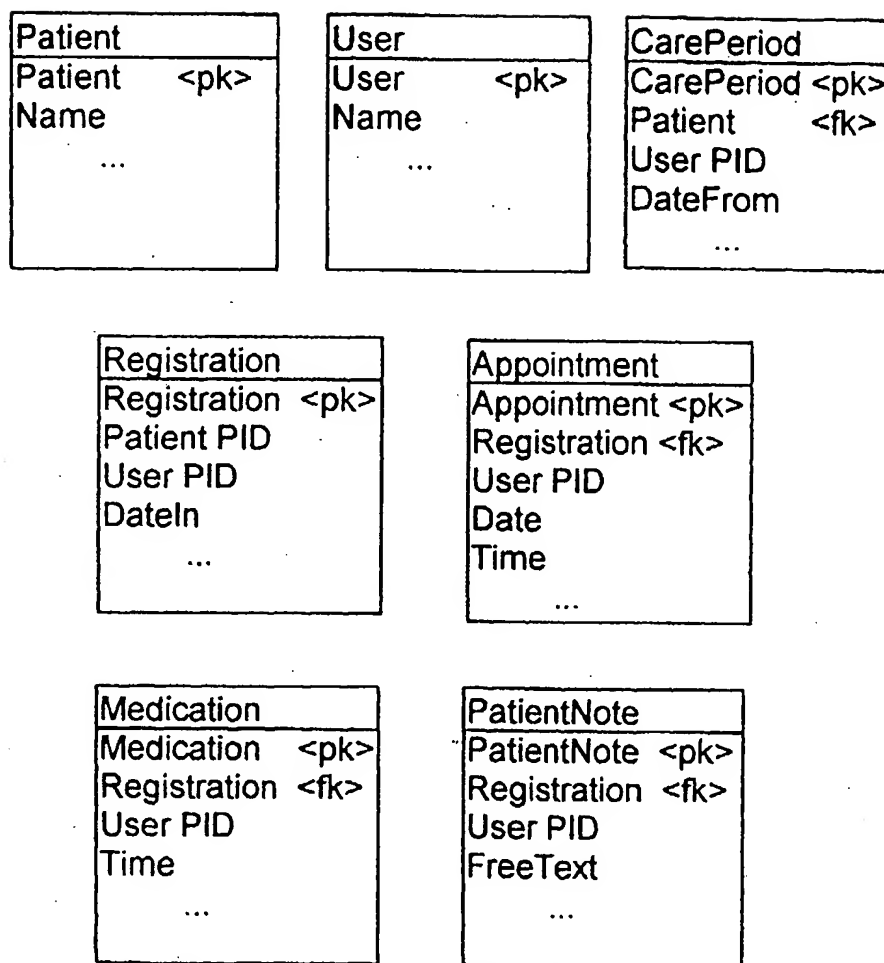 Patient
Patient <pk>
Name
...
User
User <pk>
Name
...
CarePeriod
CarePeriod <pk>
Patient <fk>
User PID
DateFrom
...
Registration
Registration <pk>
Patient PID
User PID
DateIn
...
Appointment
Appointment <pk>
Registration <fk>
User PID
Date
Time
...
Medication
Medication <pk>
Registration <fk>
User PID
Time
...
PatientNote
PatientNote <pk>
Registration <fk>
User PID
FreeText
...